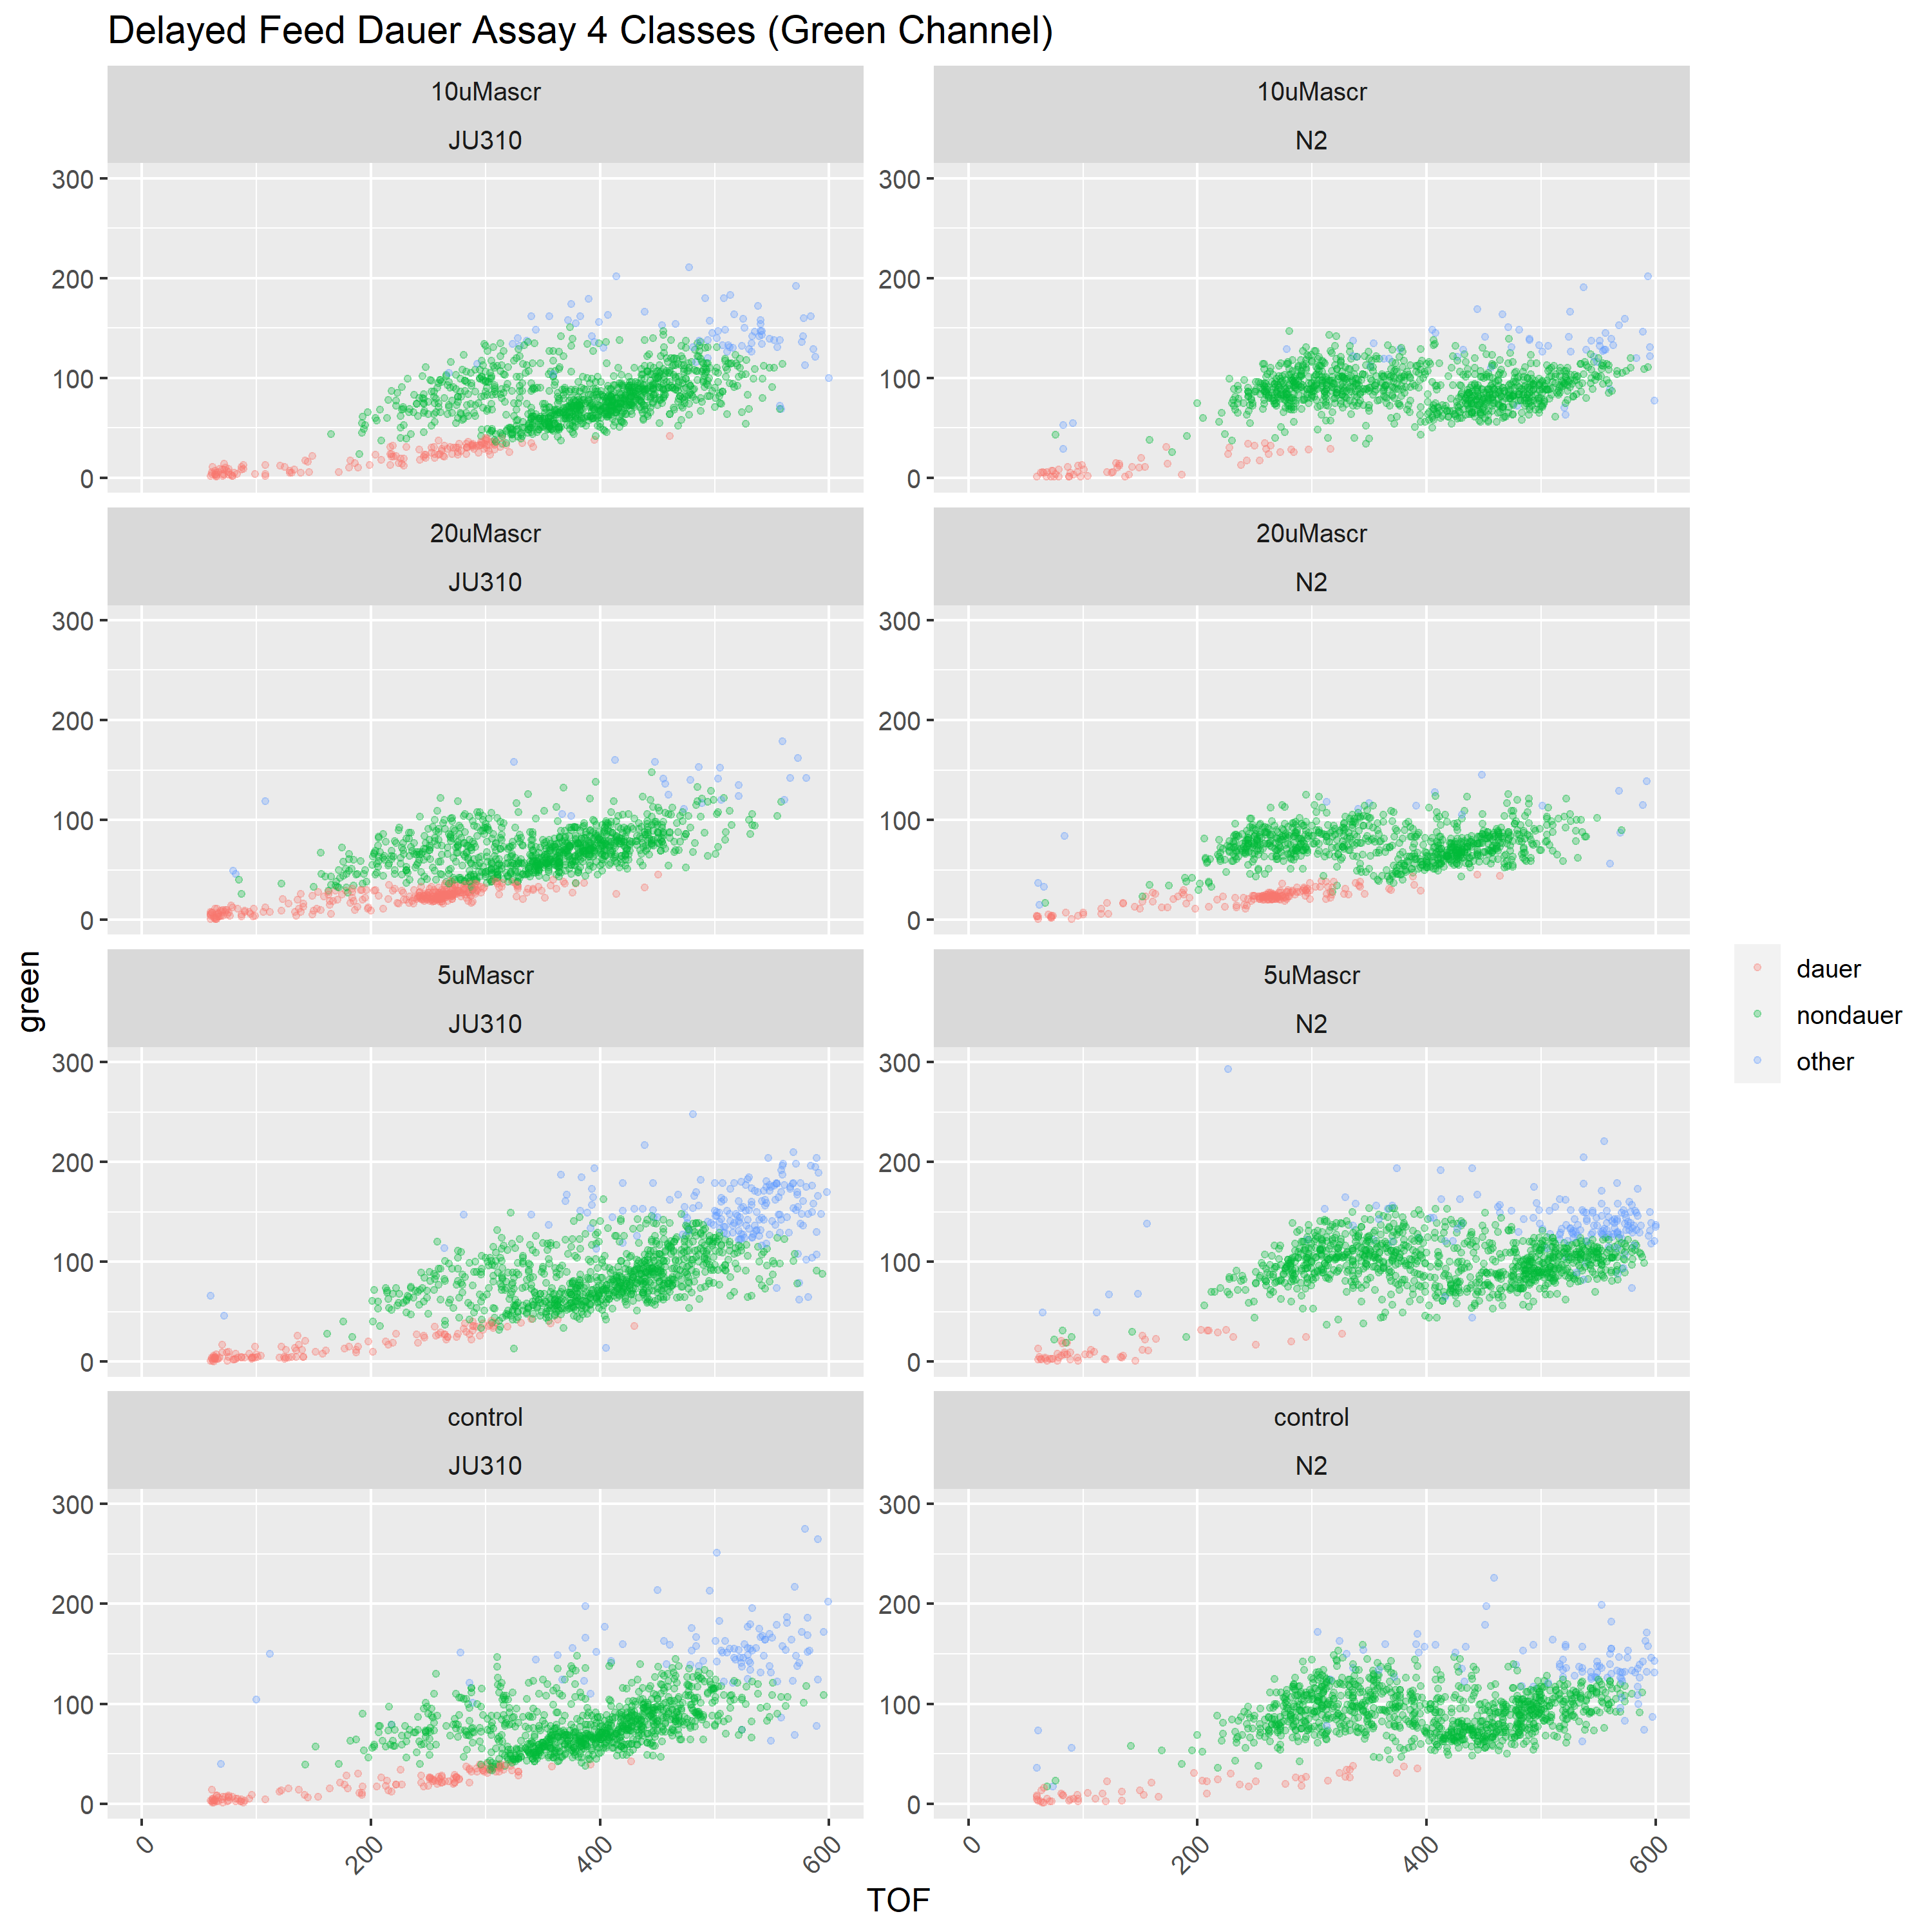 Delayed Feed Dauer Assay 4 Classes (Green Channel)
10uMascr 10uMascr
JU310 N2
300 300
200 200
100 100
0 0
20uMascr 20uMascr
JU310 N2
300 300
200 200
100 100
0 0
5uMascr 5uMascr
JU310 N2
300 300
200 200
100 100
0 0
control control
JU310 N2
300 300
200 200
100 100
0 0
0 200 400 600 0 200 400 600
TOF
green
dauer
nondauer
other